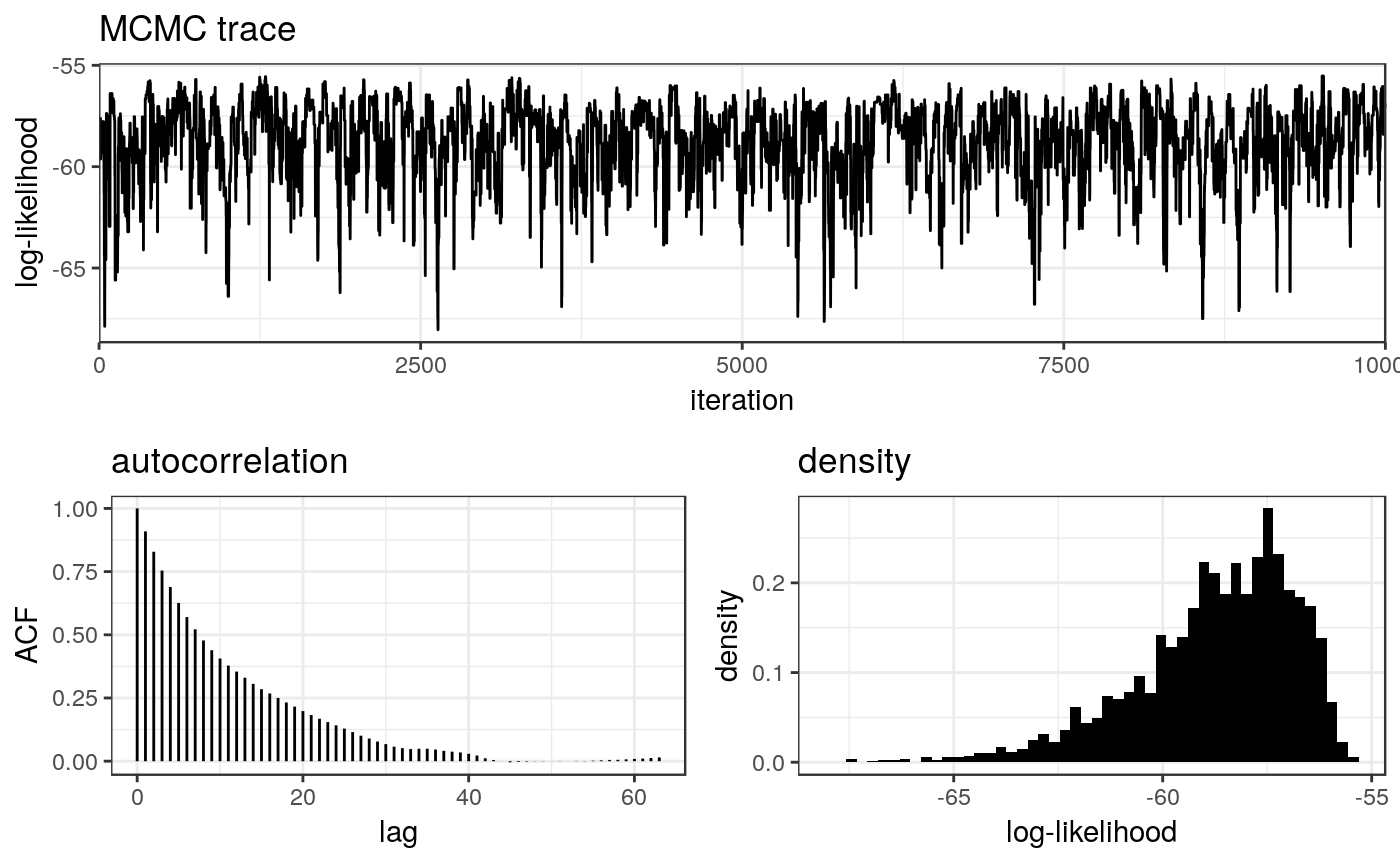 MCMC trace
log-likelihood
-55
-60
-65
0 2500 5000 7500 1000
iteration
autocorrelation
ACF
1.00
0.75
0.50
0.25
0.00
0 20 40 60
lag
density
density
0.2
0.1
0.0
-65 -60 -55
log-likelihood